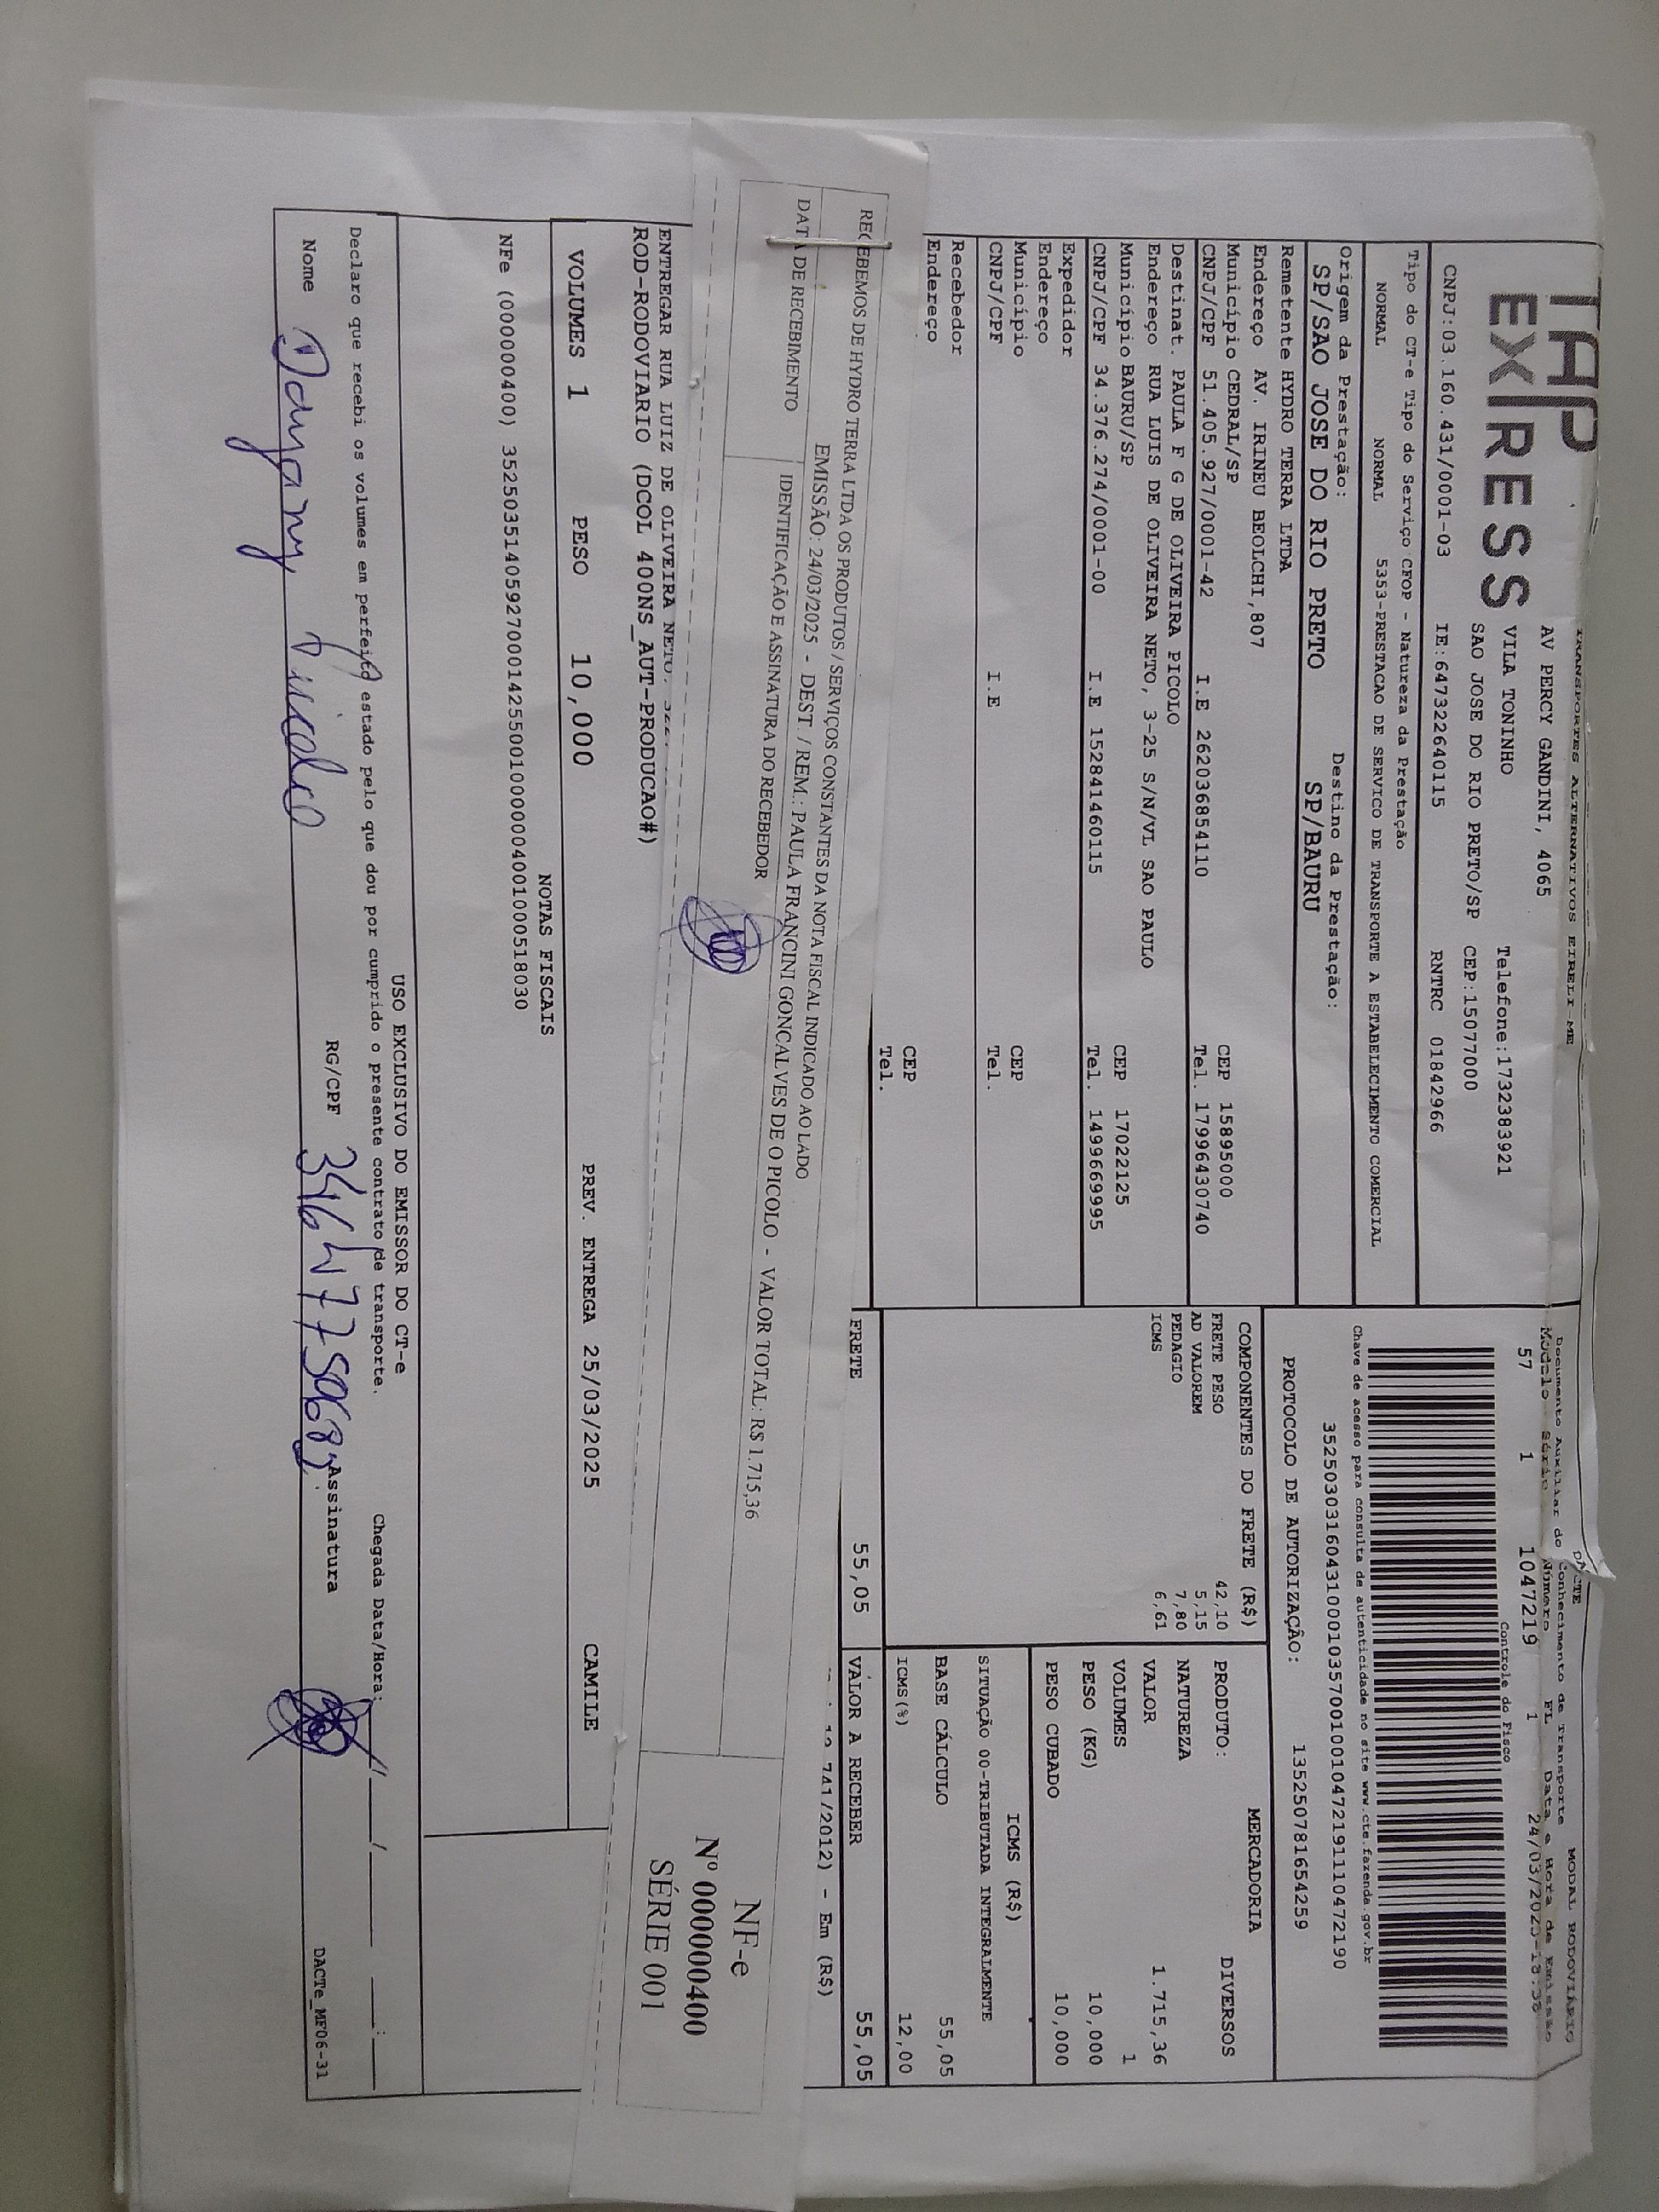 TAP
EXPRESS
TRANSPORTES ALTERNATIVOS EIRELI-ME
AV PERCY GANDINI, 4065
VILA TONINHO Telefone:1732383921
SAO JOSE DO RIO PRETO/SP CEP:15077000
CNPJ:03.160.431/0001-03 IE:647322640115 RNTRC 01842966
Tipo do CT-e Tipo do Serviço CFOP - Natureza da Prestação
NORMAL NORMAL 5353-PRESTACAO DE SERVICO DE TRANSPORTE A ESTABELECIMENTO COMERCIAL
Origem da Prestação: Destino da Prestação:
SP/SAO JOSE DO RIO PRETO SP/BAURU
Remetente HYDRO TERRA LTDA
Endereço AV. IRINEU BEOLCHI,807
Município CEDRAL/SP CEP 15895000
CNPJ/CPF 51.405.927/0001-42 I.E 262036854110 Tel. 17996430740
Destinat. PAULA F G DE OLIVEIRA PICOLO
Endereço RUA LUIS DE OLIVEIRA NETO, 3-25 S/N/VL SAO PAULO
Município BAURU/SP CEP 17022125
CNPJ/CPF 34.376.274/0001-00 I.E 152841460115 Tel. 14996669995
Expedidor
Endereço
Município CEP
CNPJ/CPF I.E Tel.
Recebedor
Endereço
CEP
Tel.
DACTE MODAL RODOVIÁRIO
Documento Auxiliar do Conhecimento de Transporte
Modelo Série Número FL Data e Hora de Emissão
57 1 1047219 1 24/03/2025-18:38
Controle do Fisco
Chave de acesso para consulta de autenticidade no site www.cte.fazenda.gov.br
35250303160431000103570010010472191110472190
PROTOCOLO DE AUTORIZAÇÃO: 135250781654259
COMPONENTES DO FRETE (R$)
FRETE PESO 42,10
AD VALOREM 5,15
PEDAGIO 7,80
ICMS 6,61
MERCADORIA
PRODUTO: DIVERSOS
NATUREZA
VALOR 1.715,36
VOLUMES 1
PESO (KG) 10,000
PESO CUBADO 10,000
ICMS (R$)
SITUAÇÃO 00-TRIBUTADA INTEGRALMENTE
BASE CÁLCULO 55,05
ICMS(%) 12,00
FRETE 55,05 VALOR A RECEBER 55,05
12.741/2012) - Em (R$)
RECEBEMOS DE HYDRO TERRA LTDA OS PRODUTOS / SERVIÇOS CONSTANTES DA NOTA FISCAL INDICADO AO LADO
EMISSÃO: 24/03/2025 - DEST. / REM.: PAULA FRANCINI GONCALVES DE O PICOLO - VALOR TOTAL: R$ 1.715,36
DATA DE RECEBIMENTO IDENTIFICAÇÃO E ASSINATURA DO RECEBEDOR
NF-e
Nº 000000400
SÉRIE 001
ENTREGAR RUA LUIZ DE OLIVEIRA NETO,
ROD-RODOVIARIO (DCOL 400NS_AUT-PRODUCAO#)
VOLUMES 1 PESO 10,000 PREV. ENTREGA 25/03/2025 CAMILE
NOTAS FISCAIS
NFe (000000400) 35250351405927000142550010000004001000518030
USO EXCLUSIVO DO EMISSOR DO CT-e
Declaro que recebi os volumes em perfeito estado pelo que dou por cumprido o presente contrato de transporte. Chegada Data/Hora: / / :
Nome Dayany RG/CPF Assinatura
DACTe_MF06-31